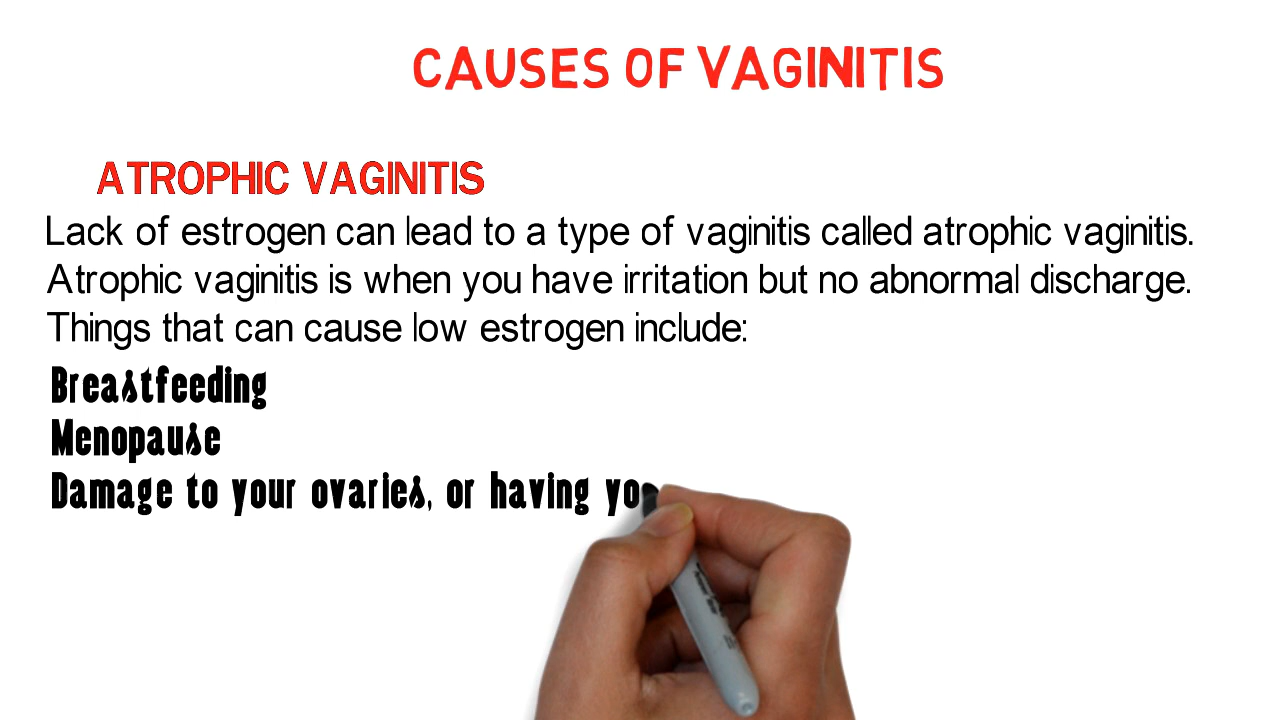 CAUSES OF VAGINITIS
ATROPHIC VAGINITIS
Lack of estrogen can lead to a type of vaginitis called atrophic vaginitis.
Atrophic vaginitis is when you have irritation but no abnormal discharge.
Things that can cause low estrogen include:
Breastfeeding
Menopause
Damage to your ovaries, or having